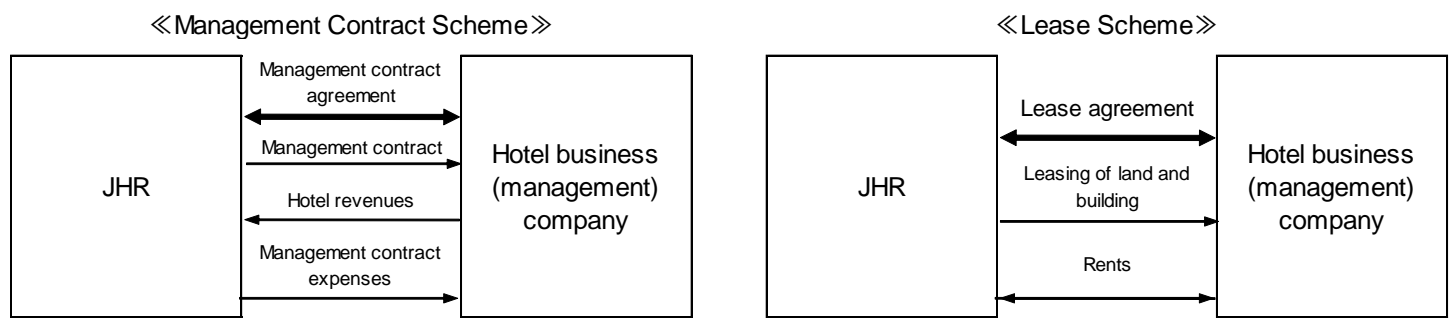 ≪Management Contract Scheme≫
JHR
Management contract
agreement
Management contract
Hotel revenues
Management contract
expenses
Hotel business
(management)
company
≪Lease Scheme≫
JHR
Lease agreement
Leasing of land and
building
Rents
Hotel business
(management)
company